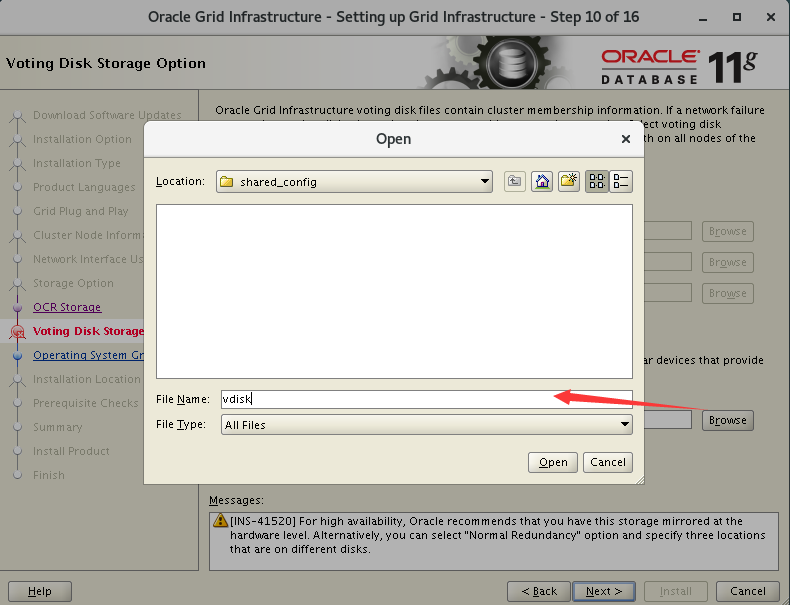 Oracle Grid Infrastructure - Setting up Grid Infrastructure - Step 10 of 16
Voting Disk Storage Option
ORACLE
DATABASE 11g
Download Software Updates
Installation Option
Installation Type
Product Languages
Grid Plug and Play
Cluster Node Inform
Network Interface Us
Storage Option
OCR Storage
Voting Disk Storage
Operating System Gr
Installation Location
Prerequisite Checks
Summary
Install Product
Finish
Oracle Grid Infrastructure voting disk files contain cluster membership information. If a network failure
th on all nodes of the
Browse
Browse
Browse
ar devices that provide
Browse
Open
Location: shared_config
File Name: vdisk
File Type: All Files
Open Cancel
Messages:
[INS-41520] For high availability, Oracle recommends that you have this storage mirrored at the
hardware level. Alternatively, you can select "Normal Redundancy" option and specify three locations
that are on different disks.
Help < Back Next > Install Cancel